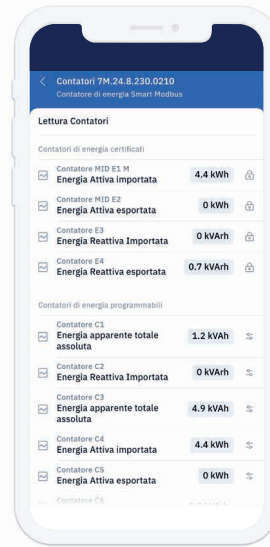 Contatori 7M.24.8.230.0210
Contatore di energia Smart Modbus
Lettura Contatori
Contatori di energia certificati
Contatore MID E1 M
Energia Attiva importata
4.4 kWh
Contatore MID E2
Energia Attiva esportata
0 kWh
Contatore E3
Energia Reattiva Importata
0 kVArh
Contatore E4
Energia Reattiva esportata
0.7 kVArh
Contatori di energia programmabili
Contatore C1
Energia apparente totale
assoluta
1.2 kVAh
Contatore C2
Energia Reattiva Importata
0 kVArh
Contatore C3
Energia apparente totale
assoluta
4.9 kVAh
Contatore C4
Energia Attiva importata
4.4 kWh
Contatore C5
Energia Attiva esportata
0 kWh
Contatore C6